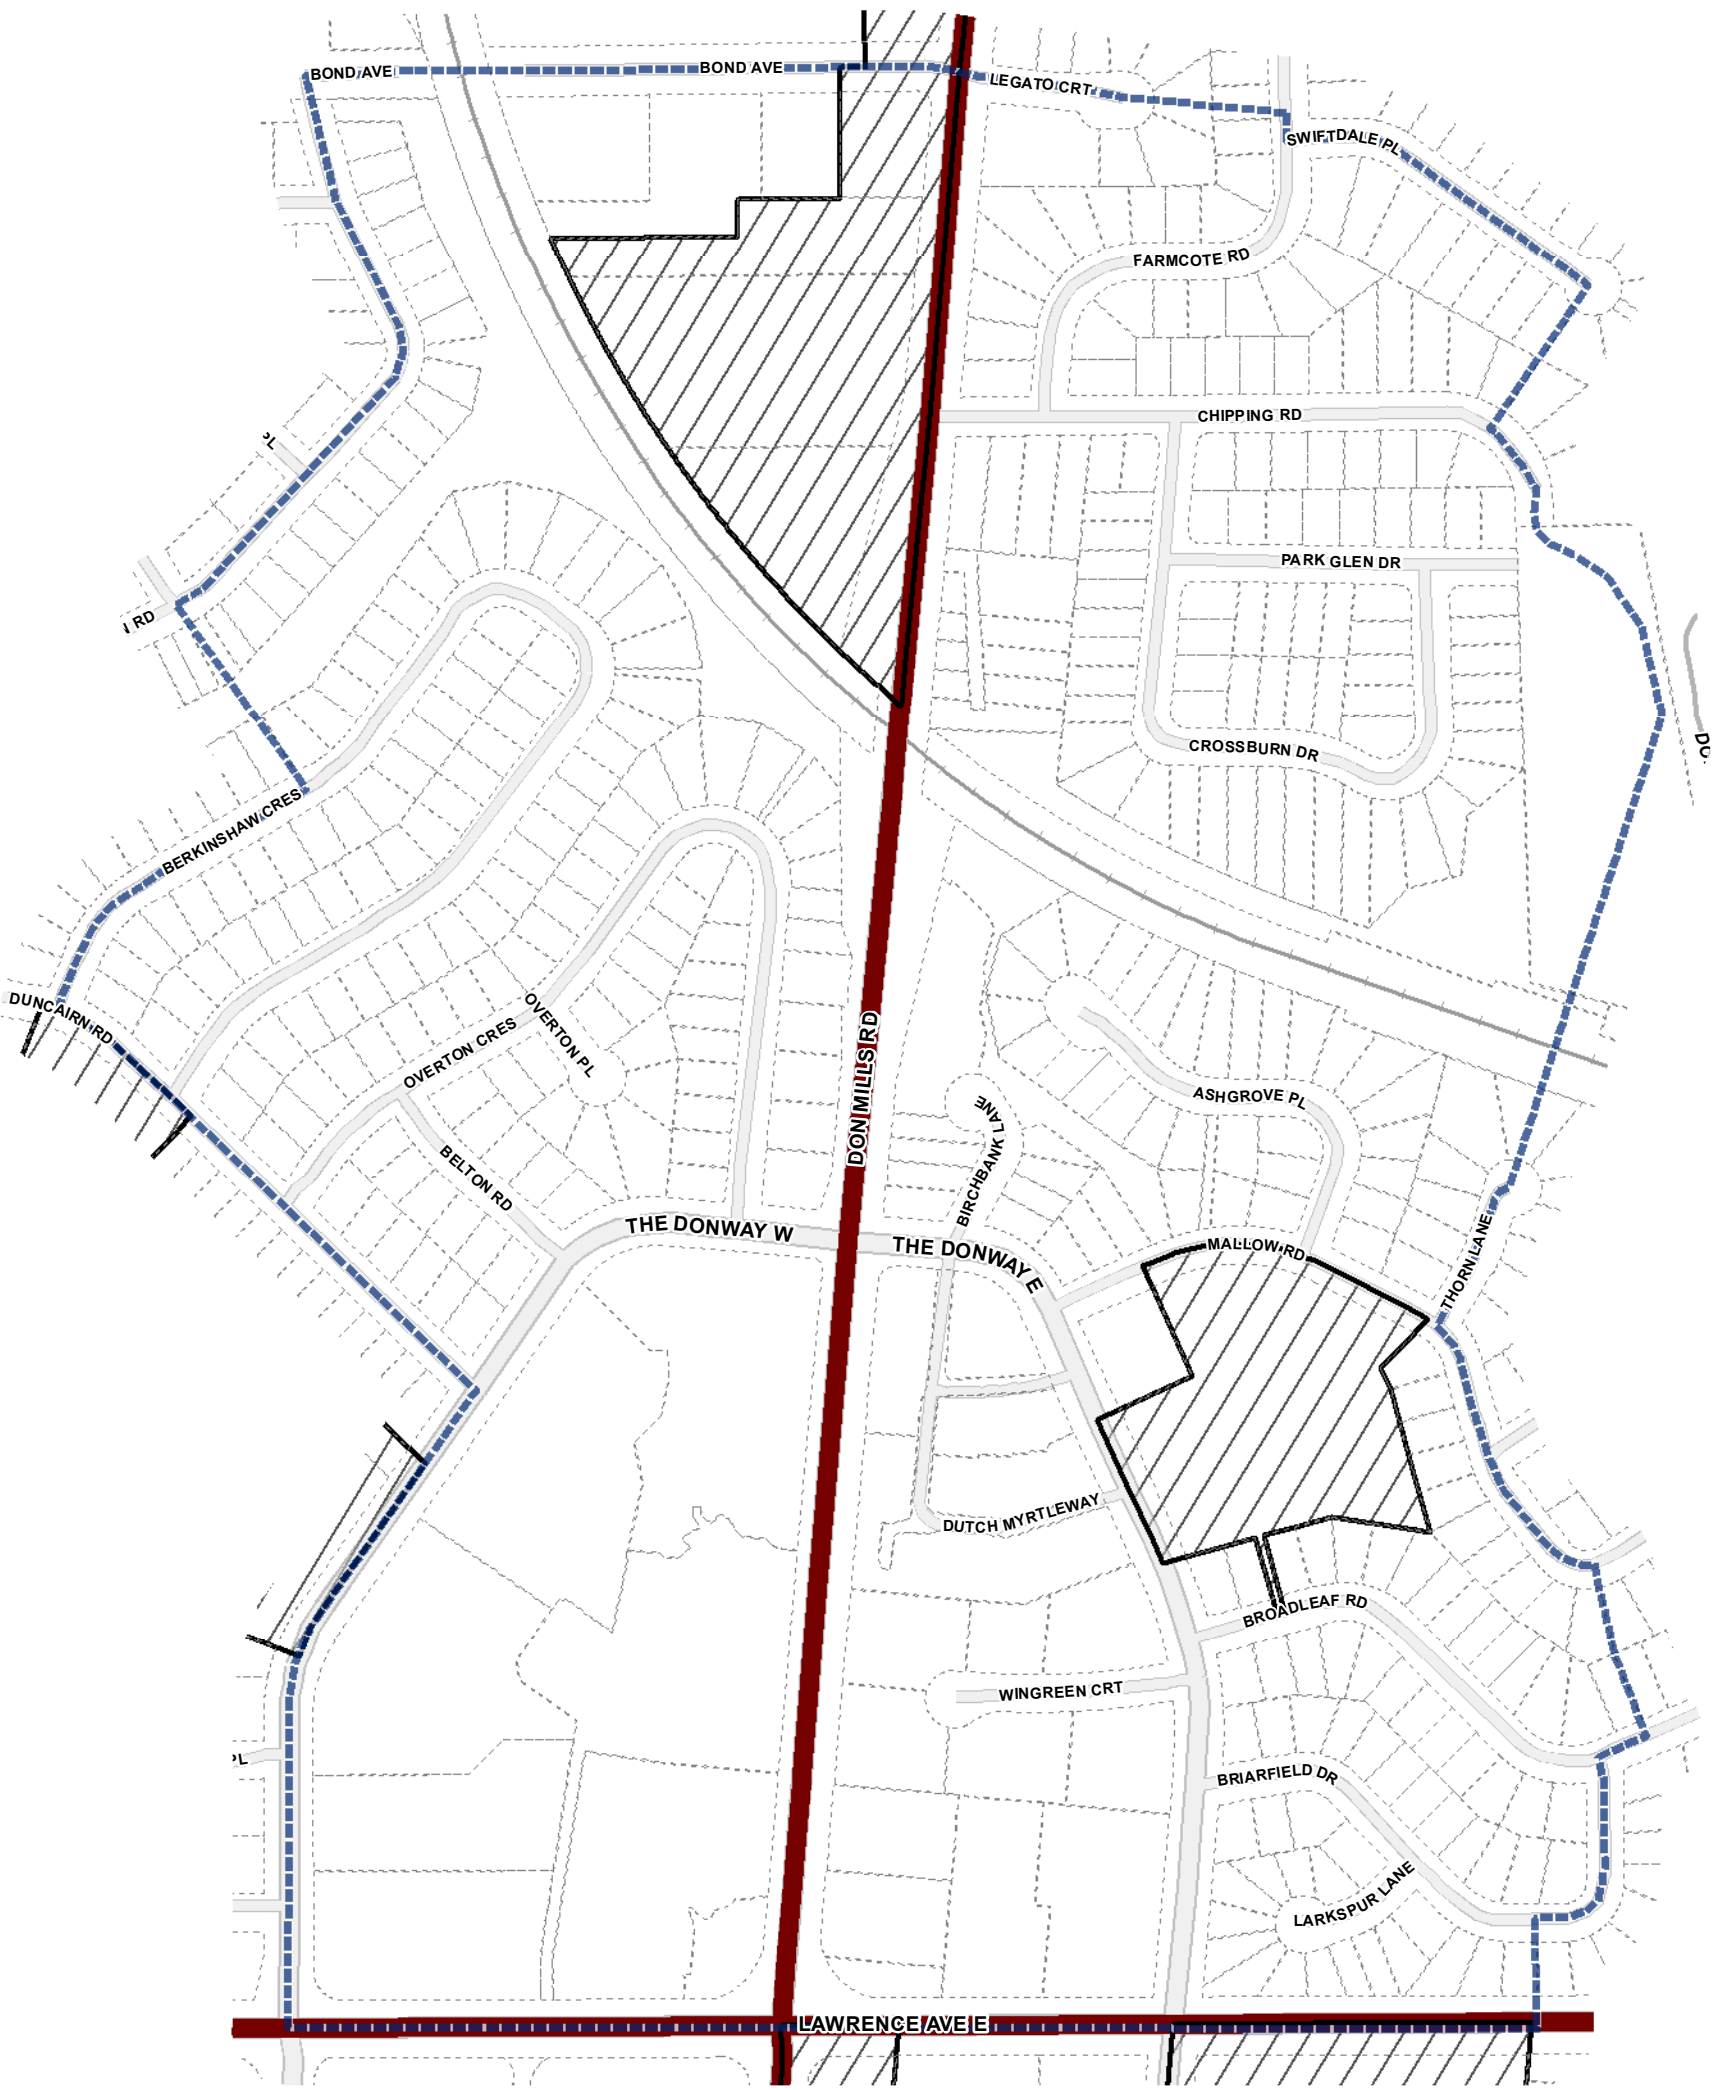 BOND AVE
BOND AVE
LEGATO CRT
SWIFTDALE PL
FARMCOTE RD
CHIPPING RD
PL
PARK GLEN DR
N RD
CROSSBURN DR
BERKINSHAW CRES
DUNCAIRN RD
OVERTON CRES
OVERTON PL
DON MILLS RD
ASHGROVE PL
BIRCHBANK LANE
BELTON RD
THE DONWAY W
THE DONWAY E
MALLOW RD
THORN LANE
DUTCH MYRTLEWAY
BROADLEAF RD
WINGREEN CRT
PL
BRIARFIELD DR
LARKSPUR LANE
LAWRENCE AVE E